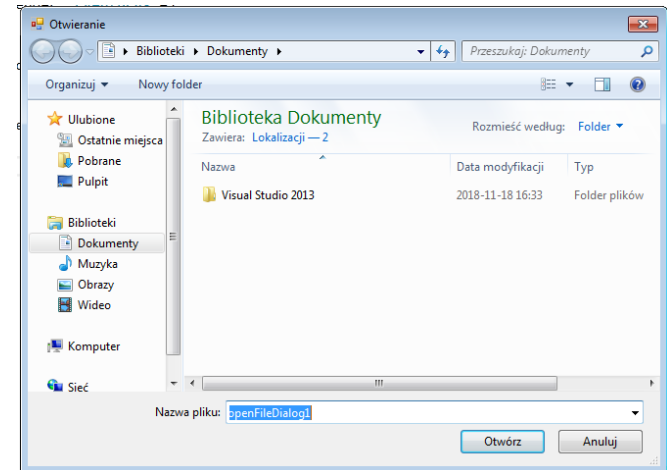 Otwieranie
Biblioteki Dokumenty
Przeszukaj: Dokumenty
Organizuj Nowy folder
Ulubione
Ostatnie miejsca
Pobrane
Pulpit
Biblioteki
Dokumenty
Muzyka
Obrazy
Wideo
Komputer
Sieć
Biblioteka Dokumenty
Zawiera: Lokalizacji — 2
Rozmieść według: Folder
Nazwa Data modyfikacji Typ
Visual Studio 2013 2018-11-18 16:33 Folder plików
Nazwa pliku: openFileDialog1
Otwórz Anuluj